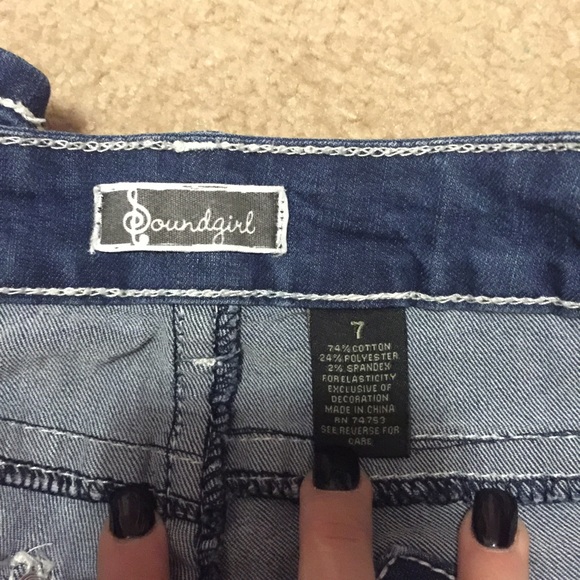 Soundgirl
7
74% COTTON
24% POLYESTER
2% SPANDEX
FOR ELASTICITY
EXCLUSIVE OF
DECORATION
MADE IN CHINA
RN 74753
SEE REVERSE FOR
CARE